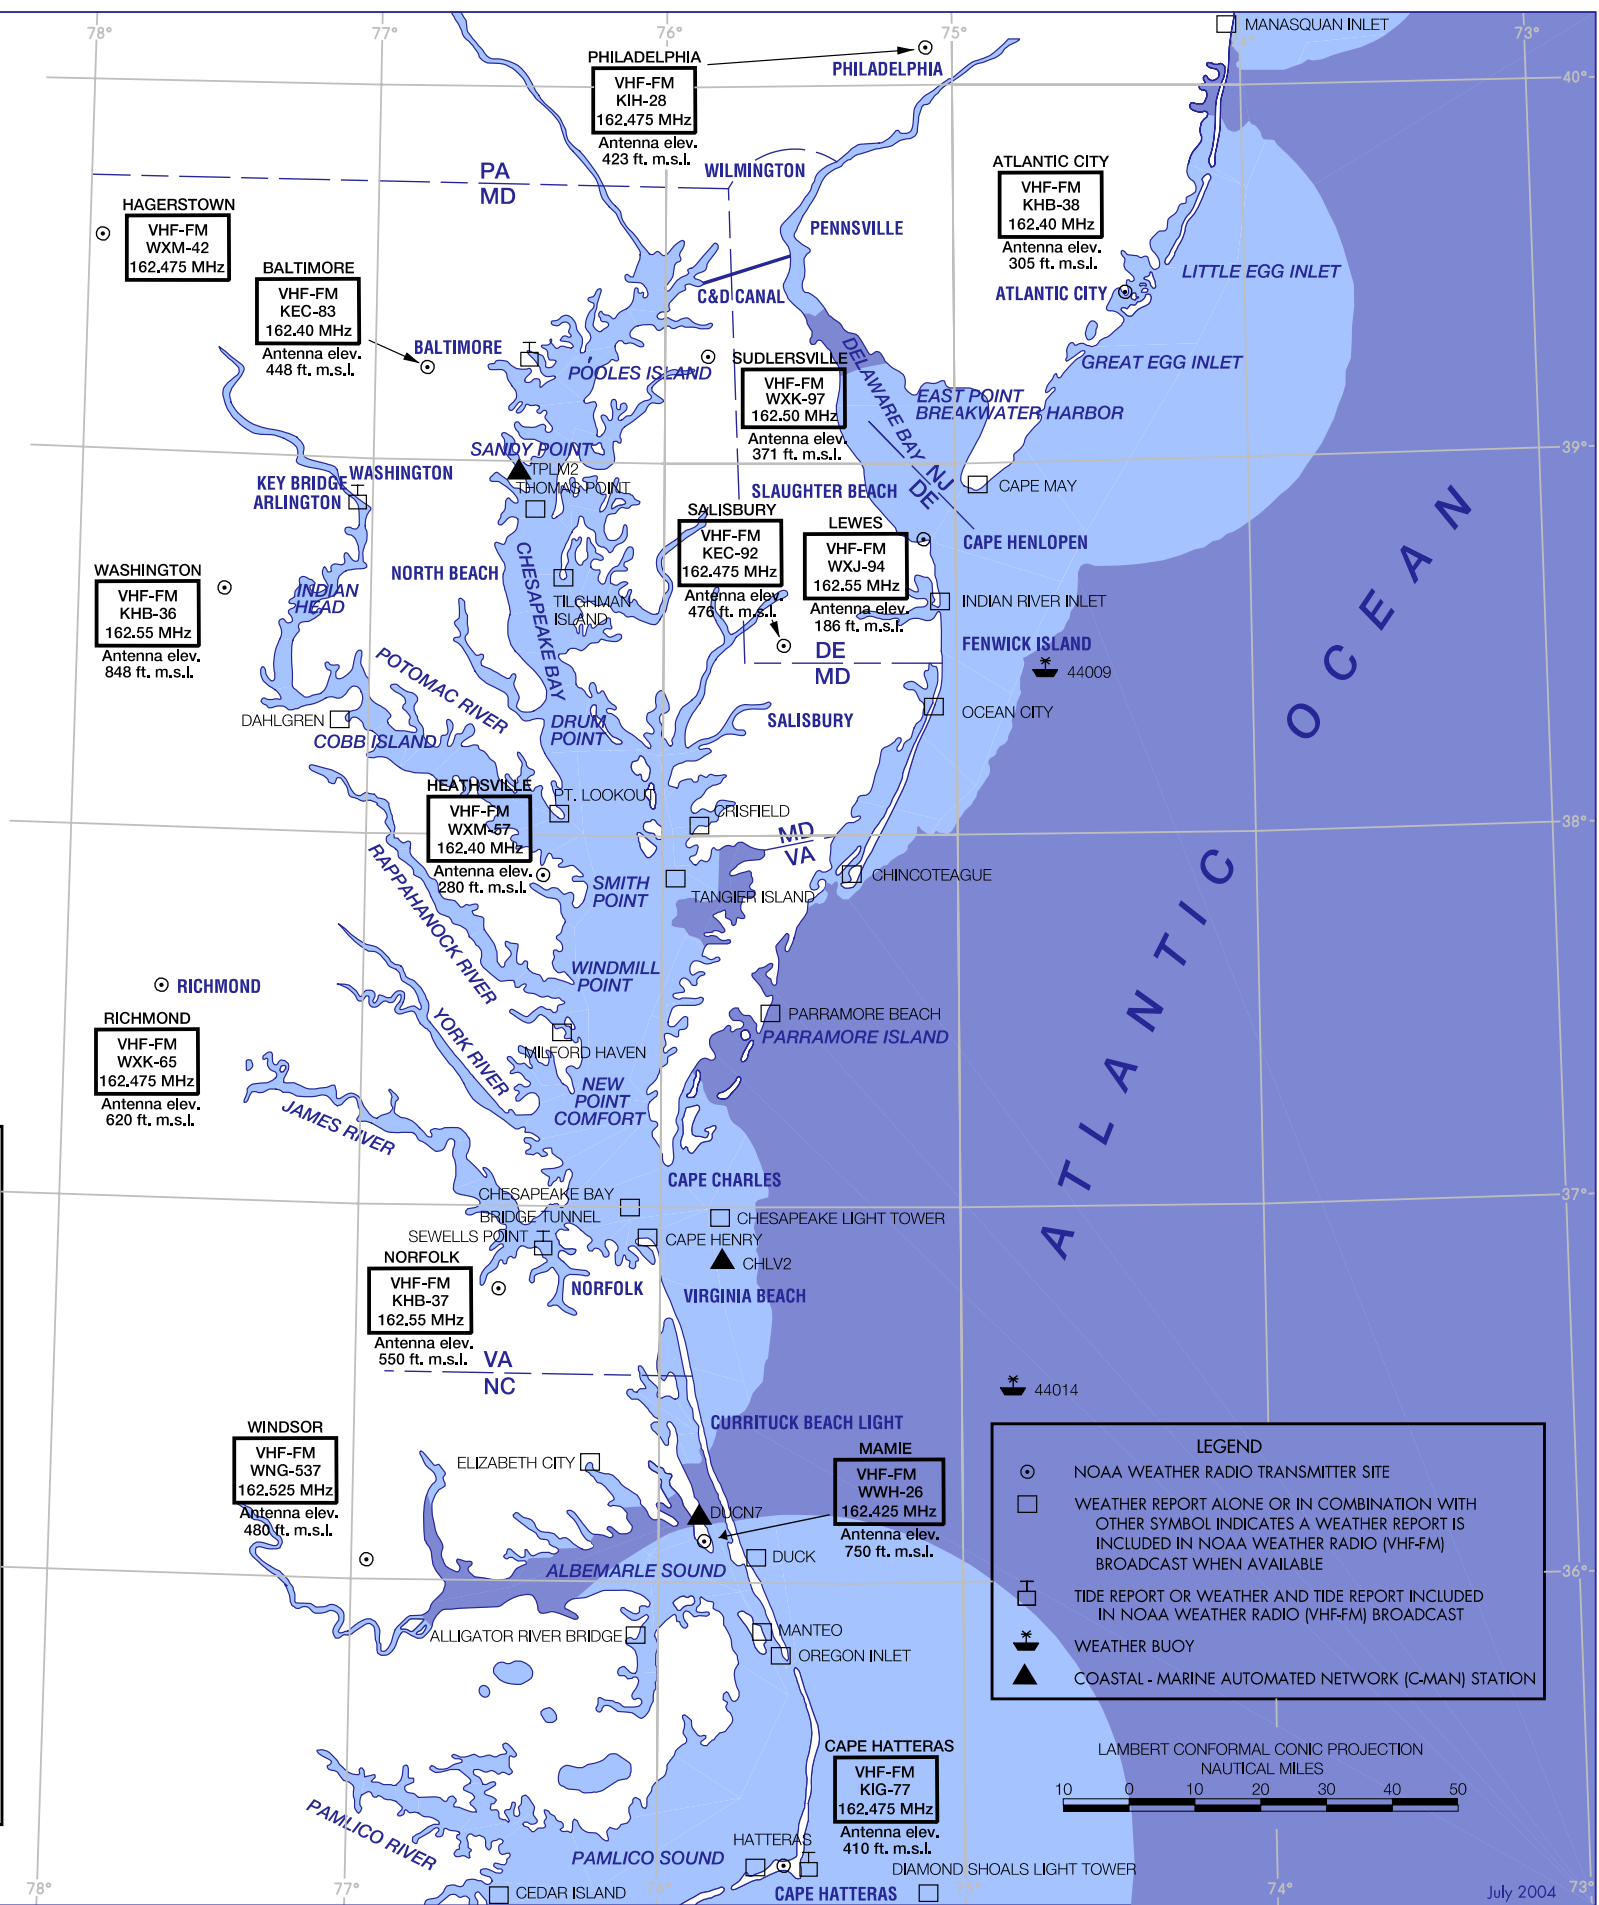 78°
77°
76°
75°
74°
73°
MANASQUAN INLET
40°
PHILADELPHIA
VHF-FM
KIH-28
162.475 MHz
Antenna elev.
423 ft. m.s.l.
PHILADELPHIA
PA
MD
WILMINGTON
ATLANTIC CITY
VHF-FM
KHB-38
162.40 MHz
Antenna elev.
305 ft. m.s.l.
HAGERSTOWN
VHF-FM
WXM-42
162.475 MHz
PENNSVILLE
BALTIMORE
VHF-FM
KEC-83
162.40 MHz
Antenna elev.
448 ft. m.s.l.
C&D CANAL
LITTLE EGG INLET
ATLANTIC CITY
BALTIMORE
POOLES ISLAND
SUDLERSVILLE
VHF-FM
WXK-97
162.50 MHz
Antenna elev.
371 ft. m.s.l.
DELAWARE BAY
GREAT EGG INLET
EAST POINT
BREAKWATER HARBOR
39°
SANDY POINT
TPLM2
THOMAS POINT
WASHINGTON
KEY BRIDGE
ARLINGTON
SLAUGHTER BEACH
NJ
DE
CAPE MAY
SALISBURY
VHF-FM
KEC-92
162.475 MHz
Antenna elev.
476 ft. m.s.l.
LEWES
VHF-FM
WXJ-94
162.55 MHz
Antenna elev.
186 ft. m.s.l.
CAPE HENLOPEN
WASHINGTON
VHF-FM
KHB-36
162.55 MHz
Antenna elev.
848 ft. m.s.l.
INDIAN
HEAD
NORTH BEACH
CHESAPEAKE BAY
TILGHMAN
ISLAND
INDIAN RIVER INLET
FENWICK ISLAND
DE
MD
44009
POTOMAC RIVER
DAHLGREN
COBB ISLAND
DRUM
POINT
SALISBURY
OCEAN CITY
ATLANTIC OCEAN
HEATHSVILLE
VHF-FM
WXM-57
162.40 MHz
Antenna elev.
280 ft. m.s.l.
PT. LOOKOUT
CRISFIELD
MD
VA
38°
RAPPAHANOCK RIVER
SMITH
POINT
TANGIER ISLAND
CHINCOTEAGUE
RICHMOND
WINDMILL
POINT
RICHMOND
VHF-FM
WXK-65
162.475 MHz
Antenna elev.
620 ft. m.s.l.
YORK RIVER
PARRAMORE BEACH
PARRAMORE ISLAND
MILFORD HAVEN
NEW
POINT
COMFORT
JAMES RIVER
CAPE CHARLES
37°
CHESAPEAKE BAY
BRIDGE TUNNEL
CHESAPEAKE LIGHT TOWER
SEWELLS POINT
CAPE HENRY
CHLV2
NORFOLK
VHF-FM
KHB-37
162.55 MHz
Antenna elev.
550 ft. m.s.l.
NORFOLK
VIRGINIA BEACH
VA
NC
44014
CURRITUCK BEACH LIGHT
WINDSOR
VHF-FM
WNG-537
162.525 MHz
Antenna elev.
480 ft. m.s.l.
ELIZABETH CITY
MAMIE
VHF-FM
WWH-26
162.425 MHz
Antenna elev.
750 ft. m.s.l.
DUCN7
DUCK
ALBEMARLE SOUND
36°
ALLIGATOR RIVER BRIDGE
MANTEO
OREGON INLET
LEGEND
NOAA WEATHER RADIO TRANSMITTER SITE
WEATHER REPORT ALONE OR IN COMBINATION WITH
OTHER SYMBOL INDICATES A WEATHER REPORT IS
INCLUDED IN NOAA WEATHER RADIO (VHF-FM)
BROADCAST WHEN AVAILABLE
TIDE REPORT OR WEATHER AND TIDE REPORT INCLUDED
IN NOAA WEATHER RADIO (VHF-FM) BROADCAST
WEATHER BUOY
COASTAL - MARINE AUTOMATED NETWORK (C-MAN) STATION
LAMBERT CONFORMAL CONIC PROJECTION
NAUTICAL MILES
10 0 10 20 30 40 50
CAPE HATTERAS
VHF-FM
KIG-77
162.475 MHz
Antenna elev.
410 ft. m.s.l.
PAMLICO RIVER
PAMLICO SOUND
HATTERAS
DIAMOND SHOALS LIGHT TOWER
CEDAR ISLAND
CAPE HATTERAS
78°
77°
76°
75°
74°
73°
July 2004